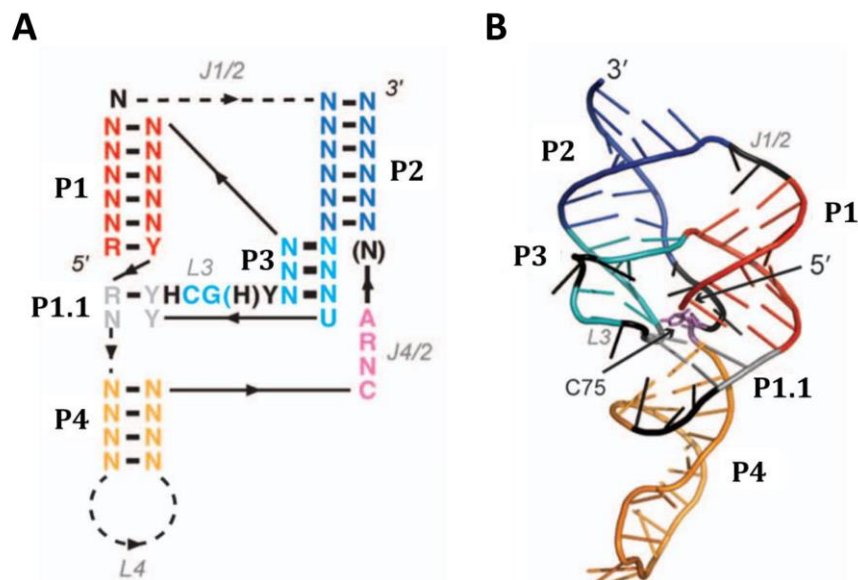 A
J1/2
N N-N 3'
N-N N-N
N-N N-N
P1 N-N N-N P2
N-N N-N
N-N N-N
R-Y P3 N-N (N)
5' L3 N-N
P1.1 R-YHCG(H)YN-N
N Y U A
R
N J4/2
N-N C
P4 N-N
N-N
N-N
L4
B
3'
J1/2
P2
P1
P3
5'
L3
C75
P1.1
P4